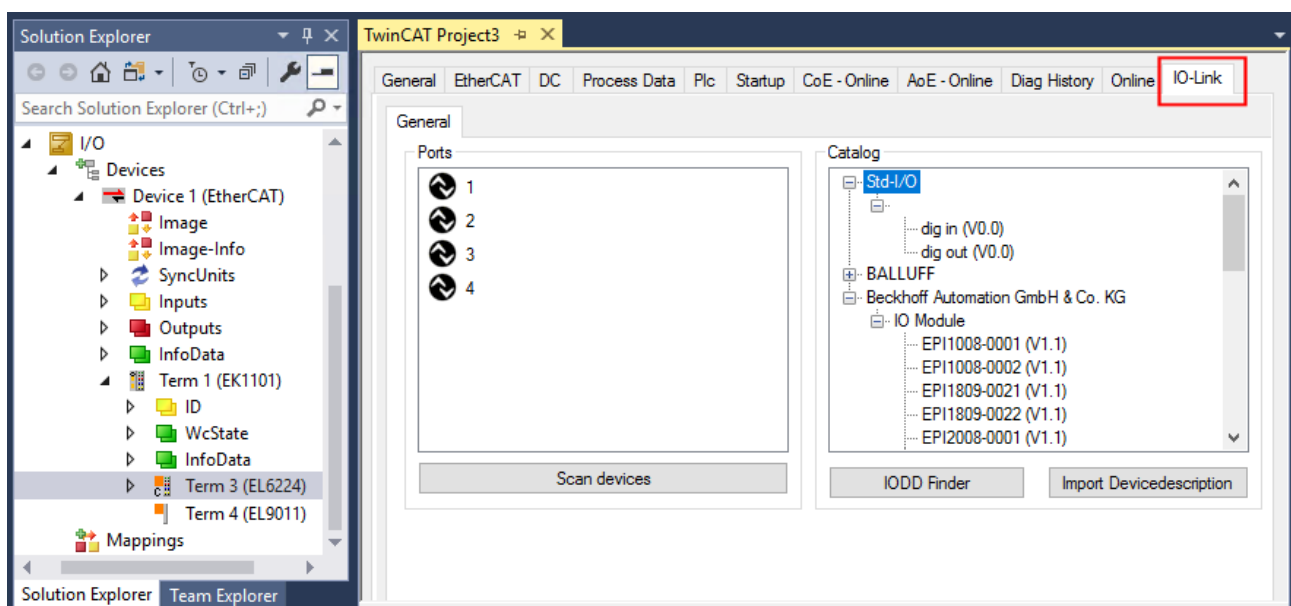 Solution Explorer
Search Solution Explorer (Ctrl+;)
I/O
Devices
Device 1 (EtherCAT)
Image
Image-Info
SyncUnits
Inputs
Outputs
InfoData
Term 1 (EK1101)
ID
WcState
InfoData
Term 3 (EL6224)
Term 4 (EL9011)
Mappings
Solution Explorer Team Explorer
TwinCAT Project3
General EtherCAT DC Process Data Plc Startup CoE - Online AoE - Online Diag History Online IO-Link
General
Ports
1
2
3
4
Scan devices
Catalog
Std-I/O
dig in (V0.0)
dig out (V0.0)
BALLUFF
Beckhoff Automation GmbH & Co. KG
IO Module
EPI1008-0001 (V1.1)
EPI1008-0002 (V1.1)
EPI1809-0021 (V1.1)
EPI1809-0022 (V1.1)
EPI2008-0001 (V1.1)
IODD Finder Import Devicedescription